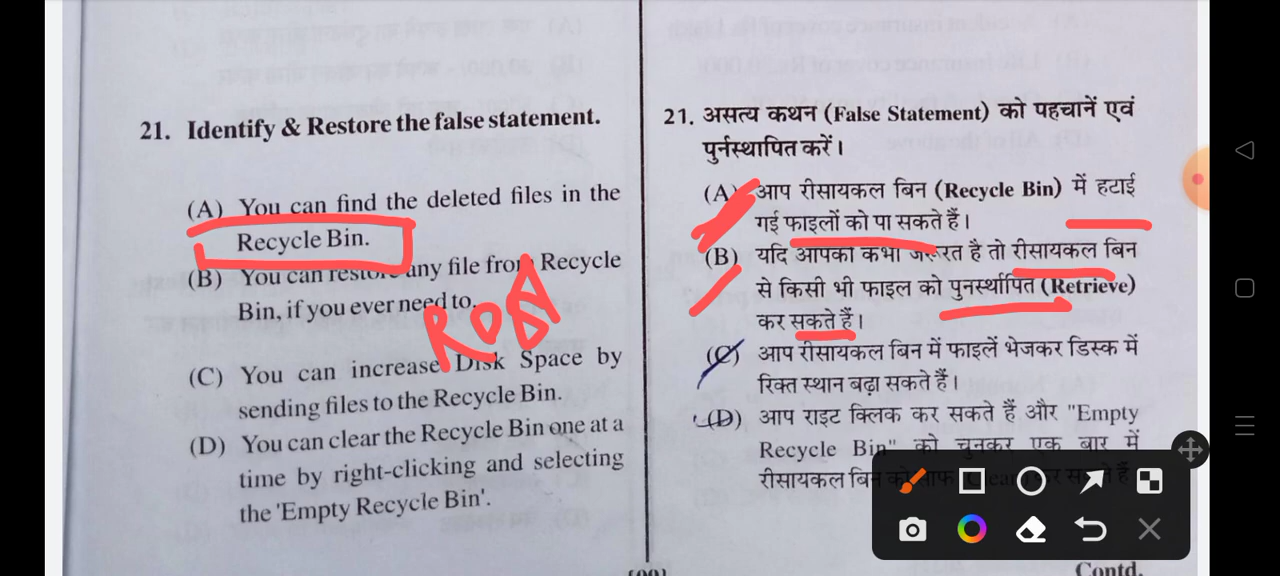 21. Identify & Restore the false statement.
(A) You can find the deleted files in the
Recycle Bin.
(B) You can restore any file from Recycle
Bin, if you ever need to.
(C) You can increase Disk Space by
sending files to the Recycle Bin.
(D) You can clear the Recycle Bin one at a
time by right-clicking and selecting
the 'Empty Recycle Bin'.
21. असत्य कथन (False Statement) को पहचानें एवं
पुर्नस्थापित करें।
(A) आप रीसायकल बिन (Recycle Bin) में हटाई
गई फाइलों को पा सकते हैं।
(B) यदि आपको कभी जरूरत है तो रीसायकल बिन
से किसी भी फाइल को पुनर्स्थापित (Retrieve)
कर सकते हैं।
(C) आप रीसायकल बिन में फाइलें भेजकर डिस्क में
रिक्त स्थान बढ़ा सकते हैं।
(D) आप राइट क्लिक कर सकते हैं और "Empty
Recycle Bin" को चुनकर एक बार में
रीसायकल बिन को साफ (Clean) कर सकते हैं
Contd.